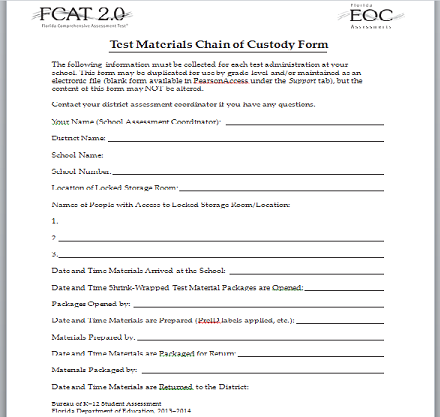 FCAT 2.0
Florida Comprehensive Assessment Test
Florida
EOC
Assessments
Test Materials Chain of Custody Form
The following information must be collected for each test administration at your
school. This form may be duplicated for use by grade level and/or maintained as an
electronic file (blank form available in PearsonAccess under the Support tab), but the
content of this form may NOT be altered.
Contact your district assessment coordinator if you have any questions.
Your Name (School Assessment Coordinator):
District Name:
School Name:
School Number:
Location of Locked Storage Room:
Names of People with Access to Locked Storage Room/Location:
1.
2.
3.
Date and Time Materials Arrived at the School:
Date and Time Shrink-Wrapped Test Material Packages are Opened:
Packages Opened by:
Date and Time Materials are Prepared (PreID labels applied, etc.):
Materials Prepared by:
Date and Time Materials are Packaged for Return:
Materials Packaged by:
Date and Time Materials are Returned to the District:
Bureau of K–12 Student Assessment
Florida Department of Education, 2013–2014